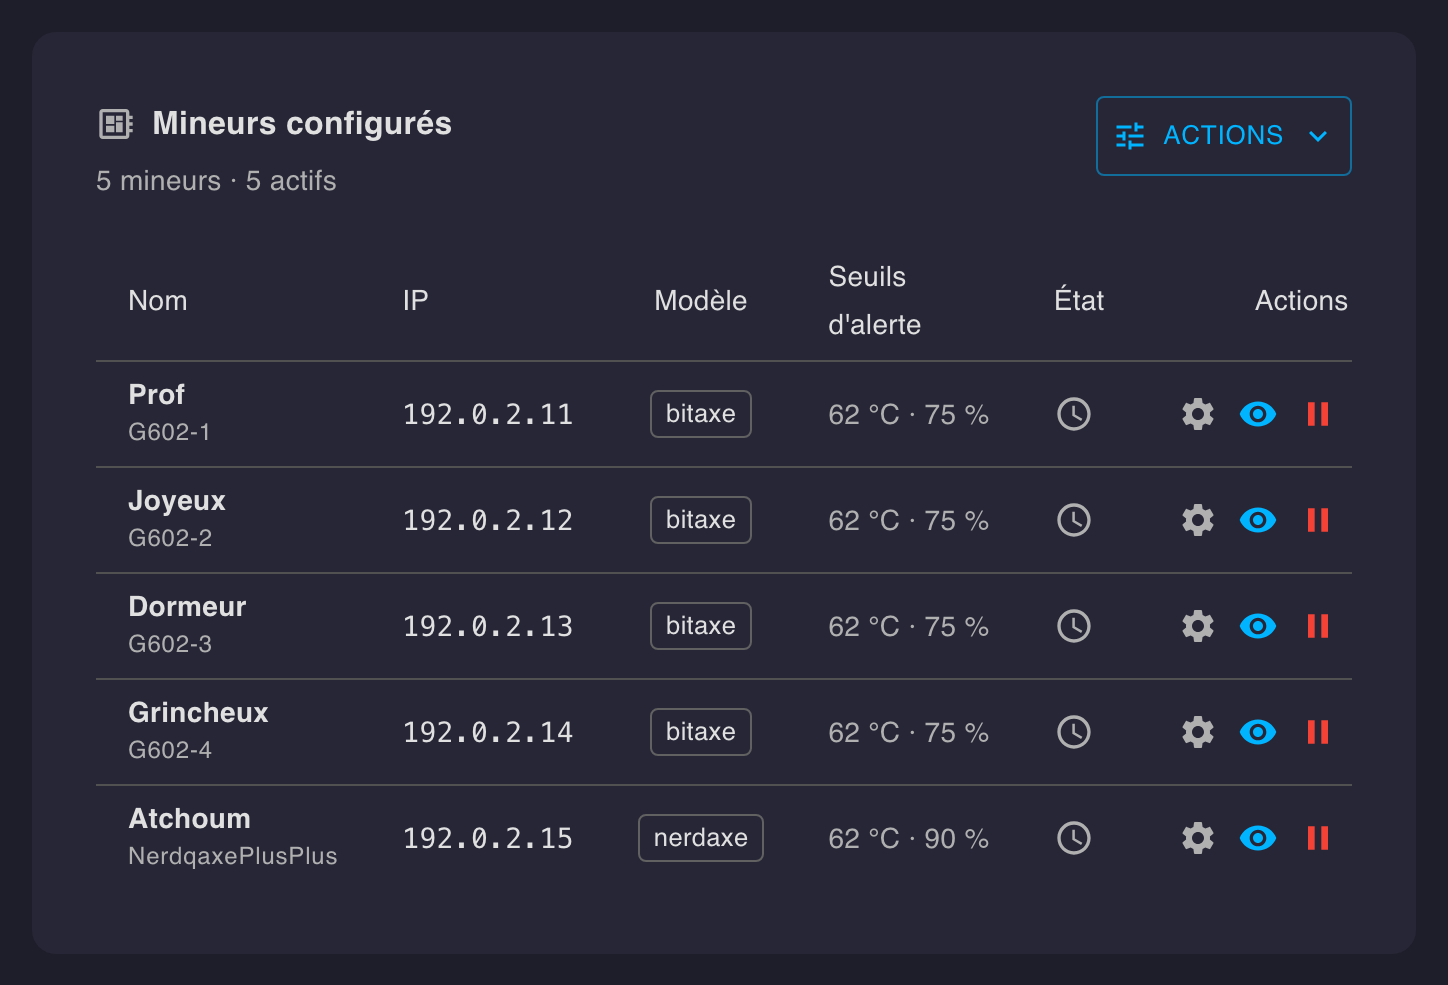 Mineurs configurés
ACTIONS
5 mineurs · 5 actifs
Nom IP Modèle Seuils d'alerte État Actions
Prof 192.0.2.11 bitaxe 62 °C · 75 %
G602-1
Joyeux 192.0.2.12 bitaxe 62 °C · 75 %
G602-2
Dormeur 192.0.2.13 bitaxe 62 °C · 75 %
G602-3
Grincheux 192.0.2.14 bitaxe 62 °C · 75 %
G602-4
Atchoum 192.0.2.15 nerdaxe 62 °C · 90 %
NerdqaxePlusPlus